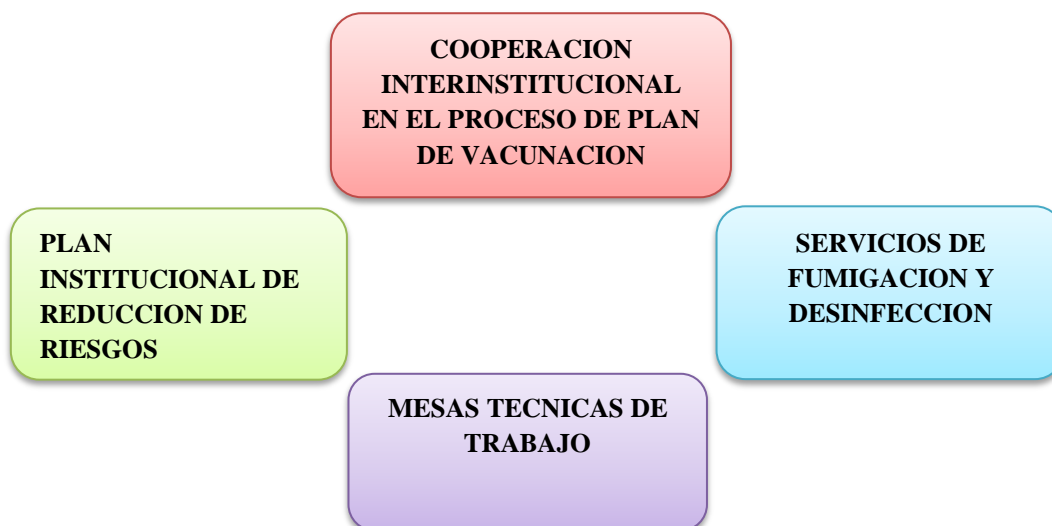 COOPERACION
INTERINSTITUCIONAL
EN EL PROCESO DE PLAN
DE VACUNACION
PLAN
INSTITUCIONAL DE
REDUCCION DE
RIESGOS
SERVICIOS DE
FUMIGACION Y
DESINFECCION
MESAS TECNICAS DE
TRABAJO